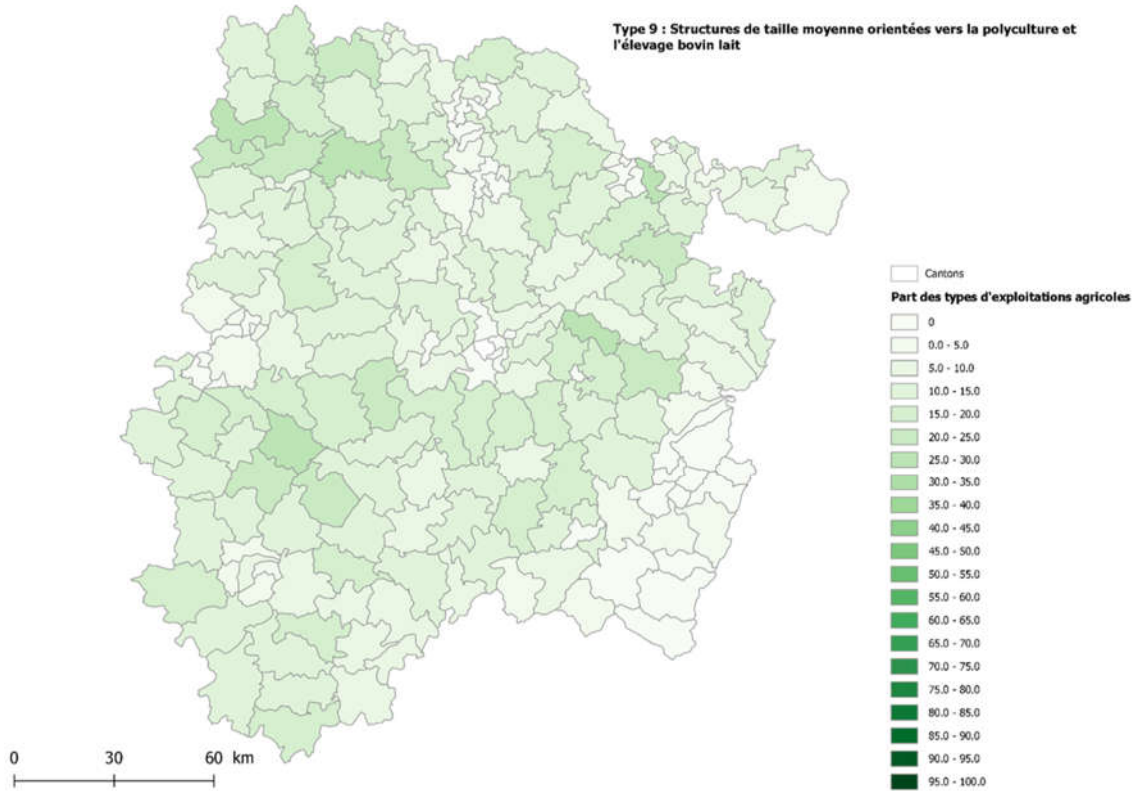 Type 9 : Structures de taille moyenne orientées vers la polyculture et
l'élevage bovin lait
Cantons
Part des types d'exploitations agricoles
0
0.0 - 5.0
5.0 - 10.0
10.0 - 15.0
15.0 - 20.0
20.0 - 25.0
25.0 - 30.0
30.0 - 35.0
35.0 - 40.0
40.0 - 45.0
45.0 - 50.0
50.0 - 55.0
55.0 - 60.0
60.0 - 65.0
65.0 - 70.0
70.0 - 75.0
75.0 - 80.0
80.0 - 85.0
85.0 - 90.0
90.0 - 95.0
95.0 - 100.0
0 30 60 km